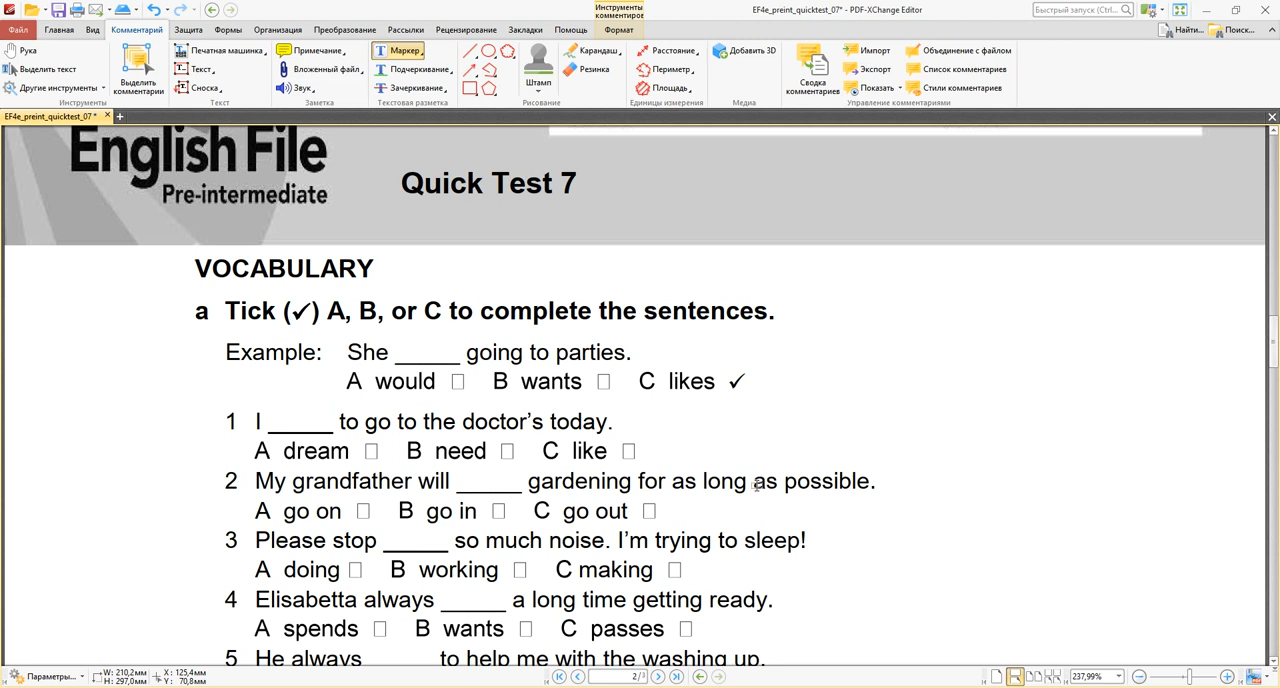 Инструменты
комментиров
EF4e_preint_quicktest_07* - PDF-XChange Editor
Быстрый запуск (Ctrl...
Файл Главная Вид Комментарий Защита Формы Организация Преобразование Рассылки Рецензирование Закладки Помощь Формат Найти... Поиск...
Рука
Выделить текст
Другие инструменты
Инструменты
Выделить
комментарий
Печатная машинка
Текст
Сноска
Текст
Примечание
Вложенный файл
Звук
Заметка
Маркер
Подчеркивание
Зачеркивание
Текстовая разметка
Штамп
Карандаш
Резинка
Рисование
Расстояние
Периметр
Площадь
Единицы измерения
Добавить 3D
Медиа
Сводка
комментариев
Импорт
Экспорт
Показать
Объединение с файлом
Список комментариев
Стили комментариев
Управление комментариями
EF4e_preint_quicktest_07 *
English File
Pre-intermediate
Quick Test 7
VOCABULARY
a Tick (✓) A, B, or C to complete the sentences.
Example: She _____ going to parties.
A would □ B wants □ C likes ✓
1 I _____ to go to the doctor’s today.
A dream □ B need □ C like □
2 My grandfather will _____ gardening for as long as possible.
A go on □ B go in □ C go out □
3 Please stop _____ so much noise. I’m trying to sleep!
A doing □ B working □ C making □
4 Elisabetta always _____ a long time getting ready.
A spends □ B wants □ C passes □
5 He always _____ to help me with the washing up.
Параметры...
W: 210,2мм
H: 297,0мм
X: 125,4мм
Y: 70,8мм
237,99%